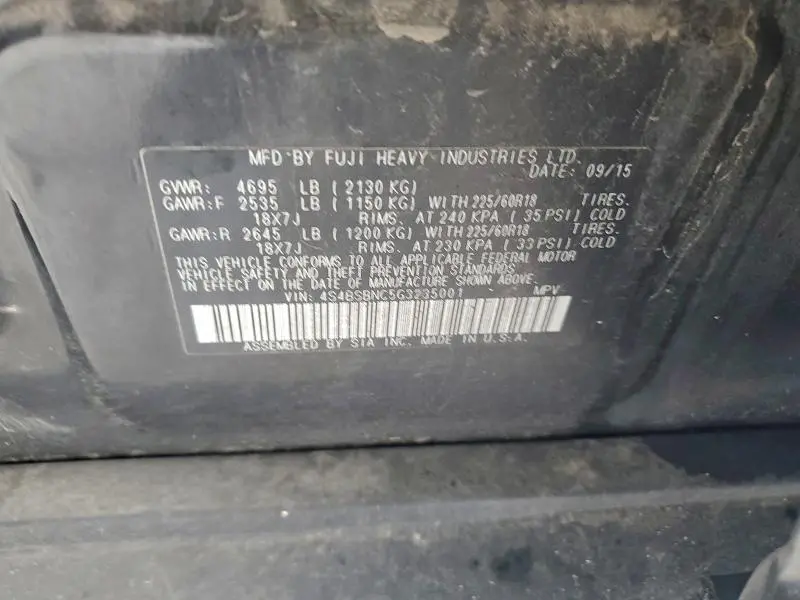 MFD BY FUJI HEAVY INDUSTRIES LTD.
DATE: 09/15
GVWR: 4695 LB ( 2130 KG)
GAWR:F 2535 LB ( 1150 KG) WITH 225/60R18 TIRES.
18X7J RIMS. AT 240 KPA ( 35 PSI) COLD
GAWR:R 2645 LB ( 1200 KG) WITH 225/60R18 TIRES.
18X7J RIMS. AT 230 KPA ( 33 PSI) COLD
THIS VEHICLE CONFORMS TO ALL APPLICABLE FEDERAL MOTOR
VEHICLE SAFETY AND THEFT PREVENTION STANDARDS
IN EFFECT ON THE DATE OF MANUFACTURE SHOWN ABOVE.
VIN: 4S4BSBNC5G3235001 MPV
ASSEMBLED BY SIA INC. MADE IN U.S.A.